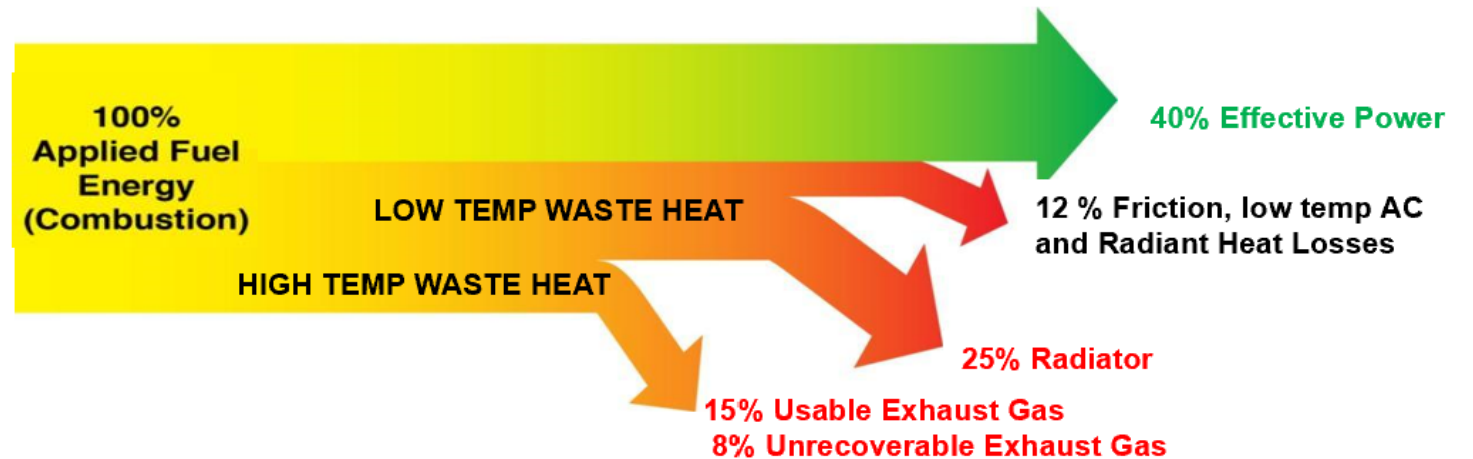 100%
Applied Fuel
Energy
(Combustion)
40% Effective Power
LOW TEMP WASTE HEAT
12 % Friction, low temp AC
and Radiant Heat Losses
HIGH TEMP WASTE HEAT
25% Radiator
15% Usable Exhaust Gas
8% Unrecoverable Exhaust Gas